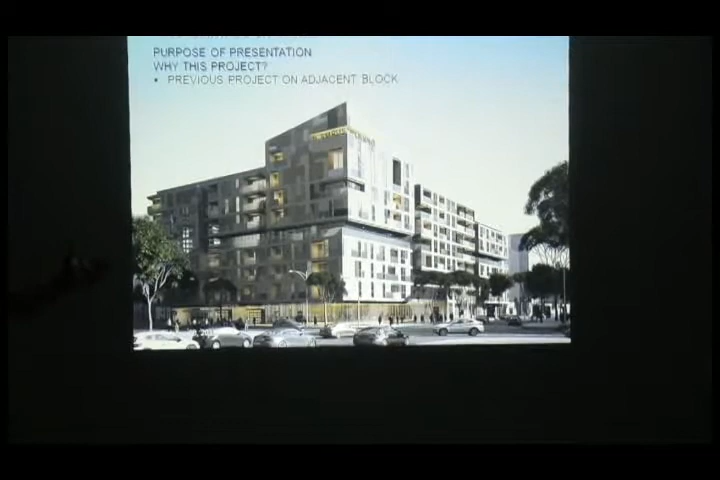 PURPOSE OF PRESENTATION
WHY THIS PROJECT?
• PREVIOUS PROJECT ON ADJACENT BLOCK